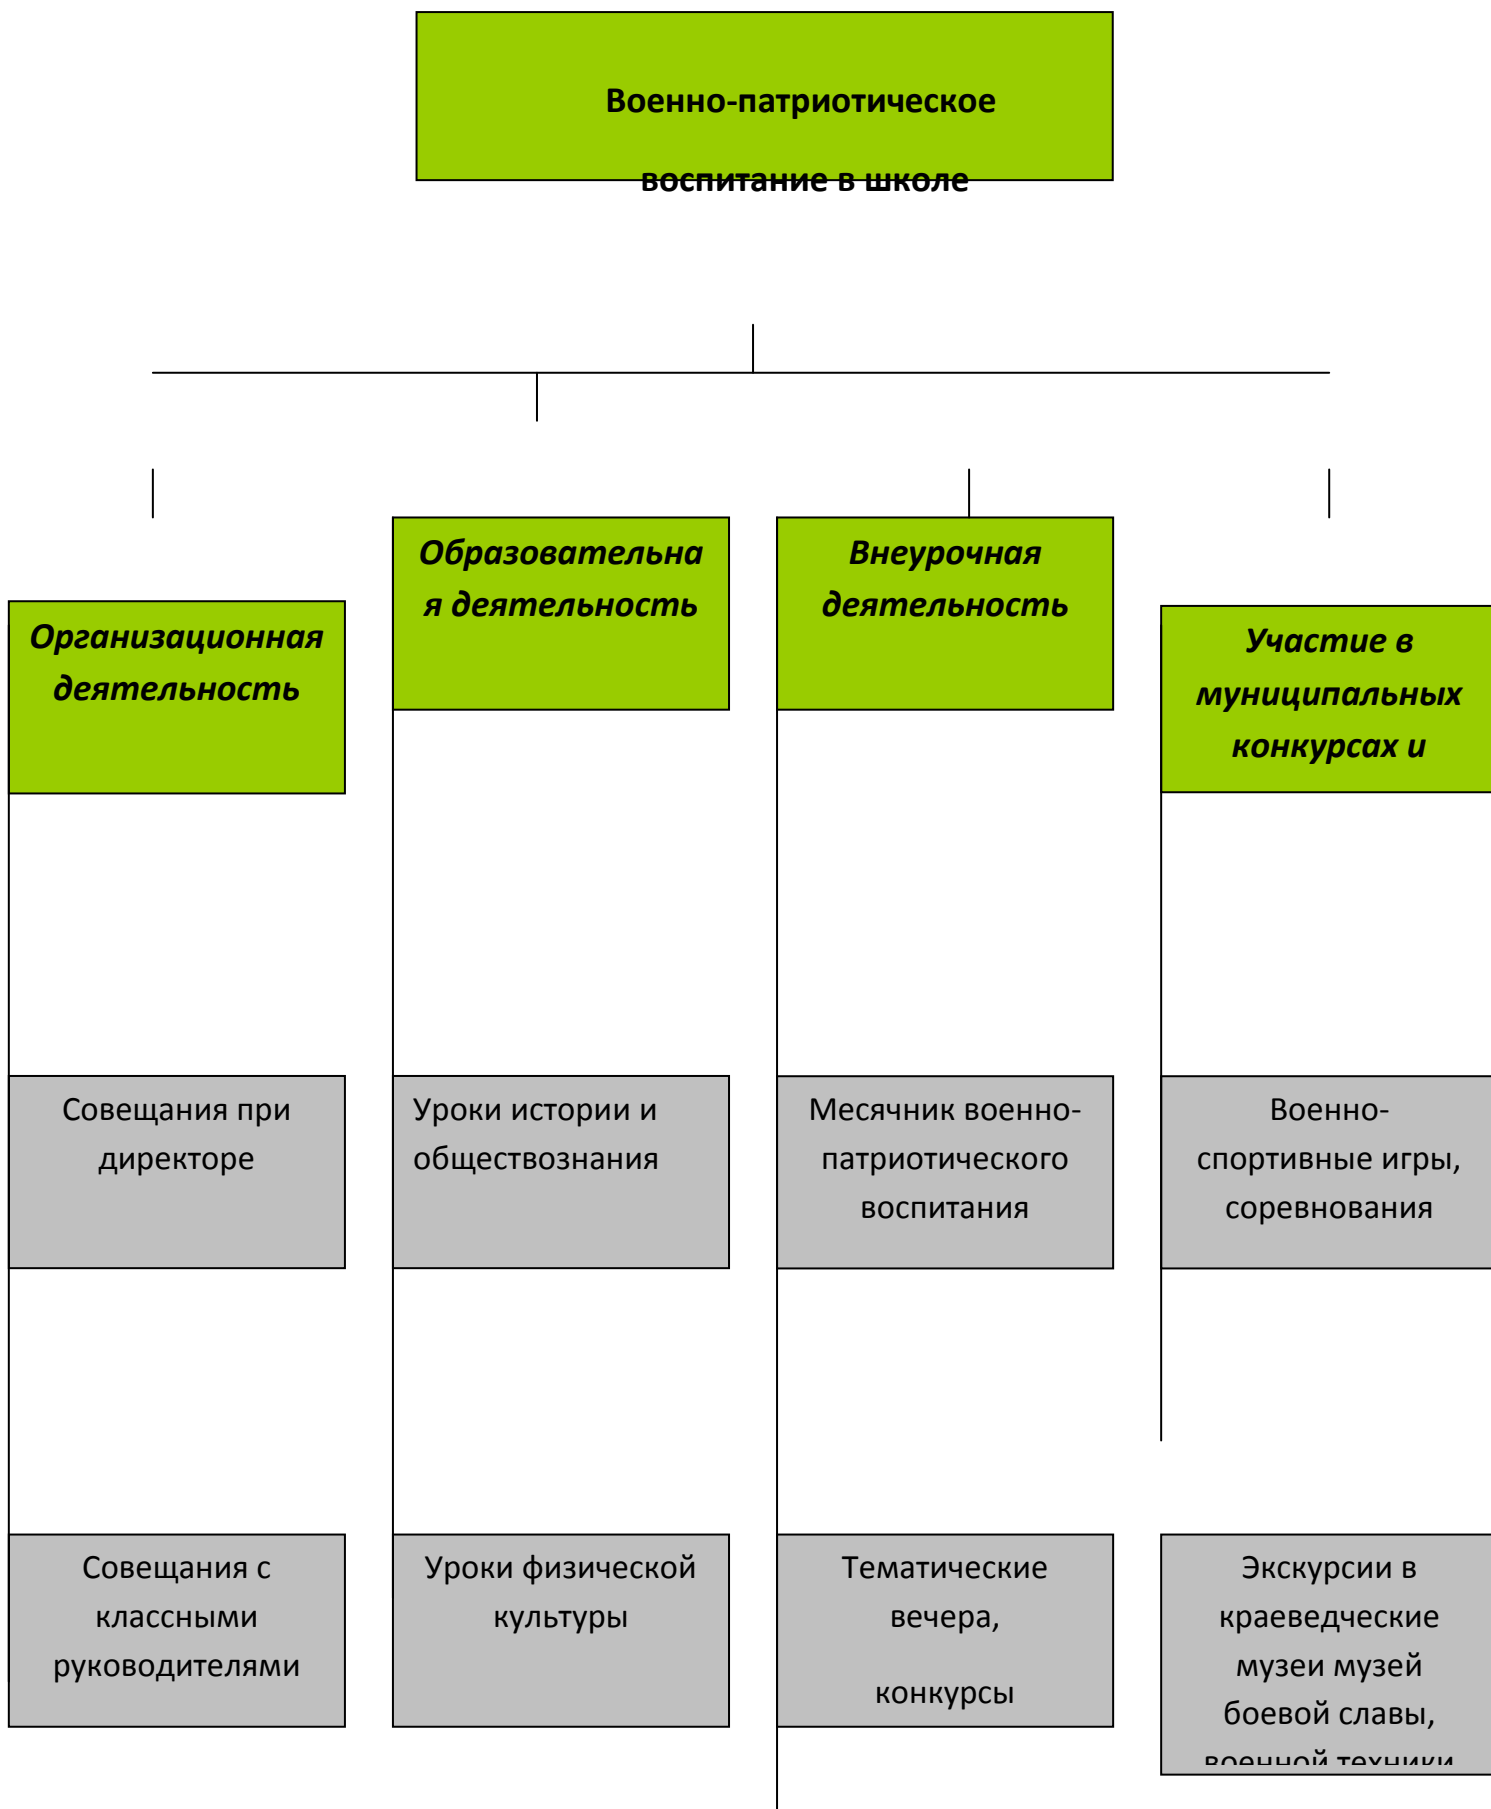 Военно-патриотическое
воспитание в школе
Организационная
деятельность
Образовательна
я деятельность
Внеурочная
деятельность
Участие в
муниципальных
конкурсах и
Совещания при
директоре
Уроки истории и
обществознания
Месячник военно-
патриотического
воспитания
Военно-
спортивные игры,
соревнования
Совещания с
классными
руководителями
Уроки физической
культуры
Тематические
вечера,
конкурсы
Экскурсии в
краеведческие
музеи музей
боевой славы,
военной техники